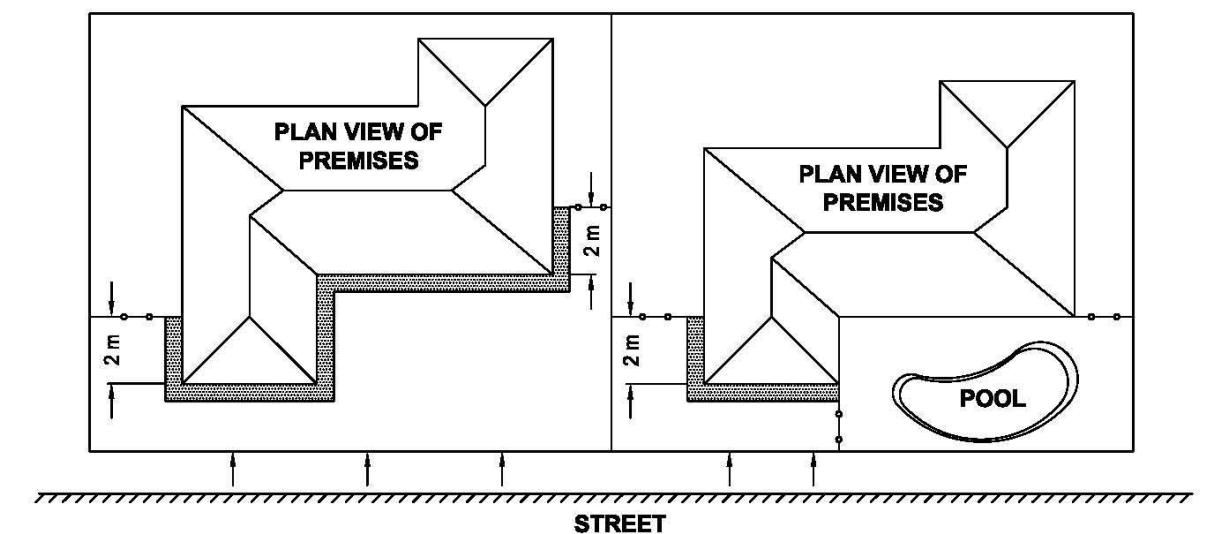 PLAN VIEW OF
PREMISES
PLAN VIEW OF
PREMISES
2 m
2 m
2 m
POOL
STREET